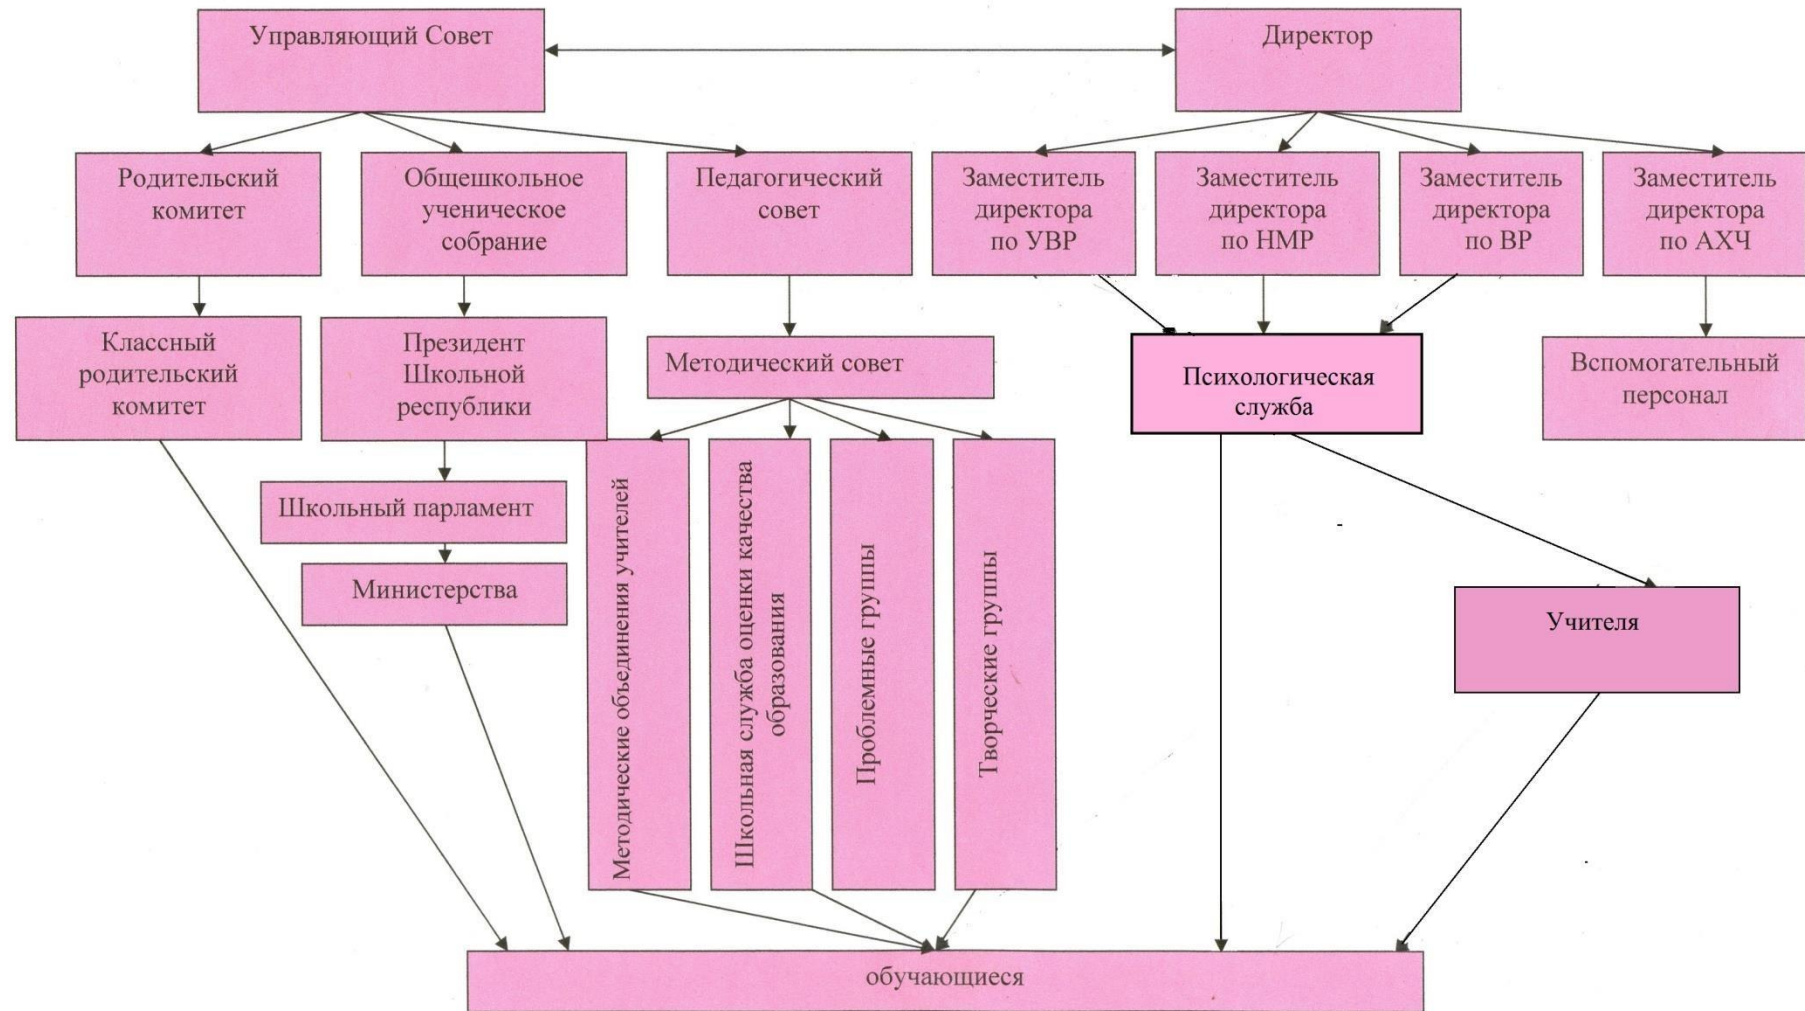 Управляющий Совет
Директор
Родительский
комитет
Общешкольное
ученическое
собрание
Педагогический
совет
Заместитель
директора
по УВР
Заместитель
директора
по НМР
Заместитель
директора
по ВР
Заместитель
директора
по АХЧ
Классный
родительский
комитет
Президент
Школьной
республики
Методический совет
Психологическая
служба
Вспомогательный
персонал
Школьный парламент
Министерства
Методические объединения учителей
Школьная служба оценки качества
образования
Проблемные группы
Творческие группы
Учителя
обучающиеся